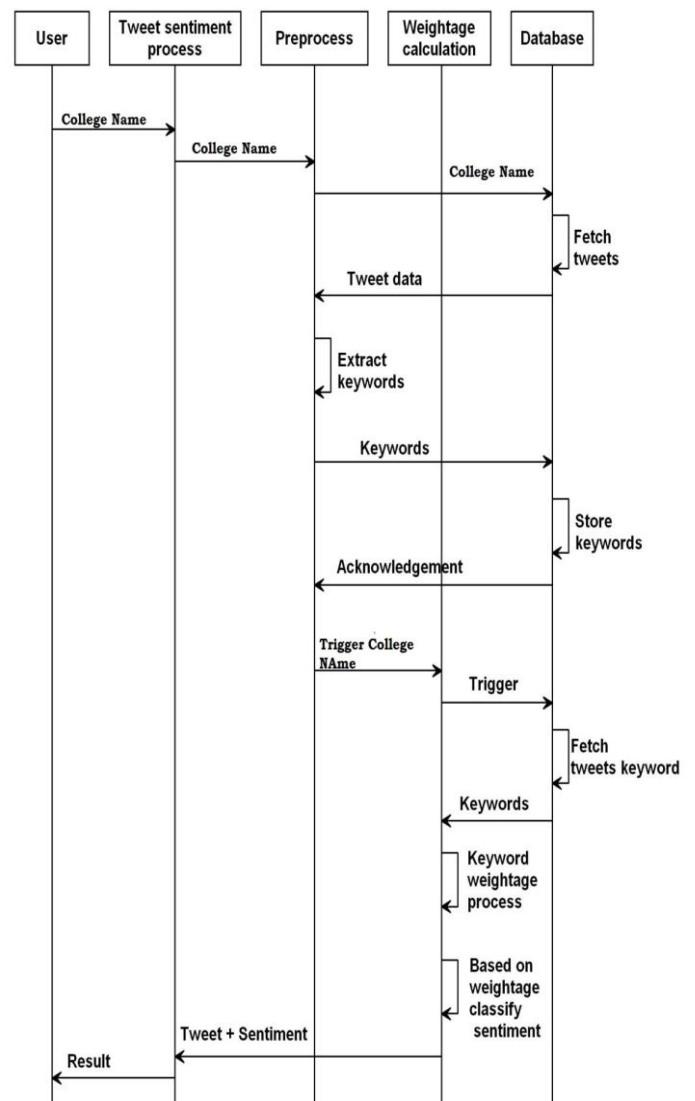 User
Tweet sentiment
process
Preprocess
Weightage
calculation
Database
College Name
College Name
College Name
Fetch
tweets
Tweet data
Extract
keywords
Keywords
Store
keywords
Acknowledgement
Trigger College
NAme
Trigger
Fetch
tweets keyword
Keywords
Keyword
weightage
process
Based on
weightage
classify
sentiment
Tweet + Sentiment
Result